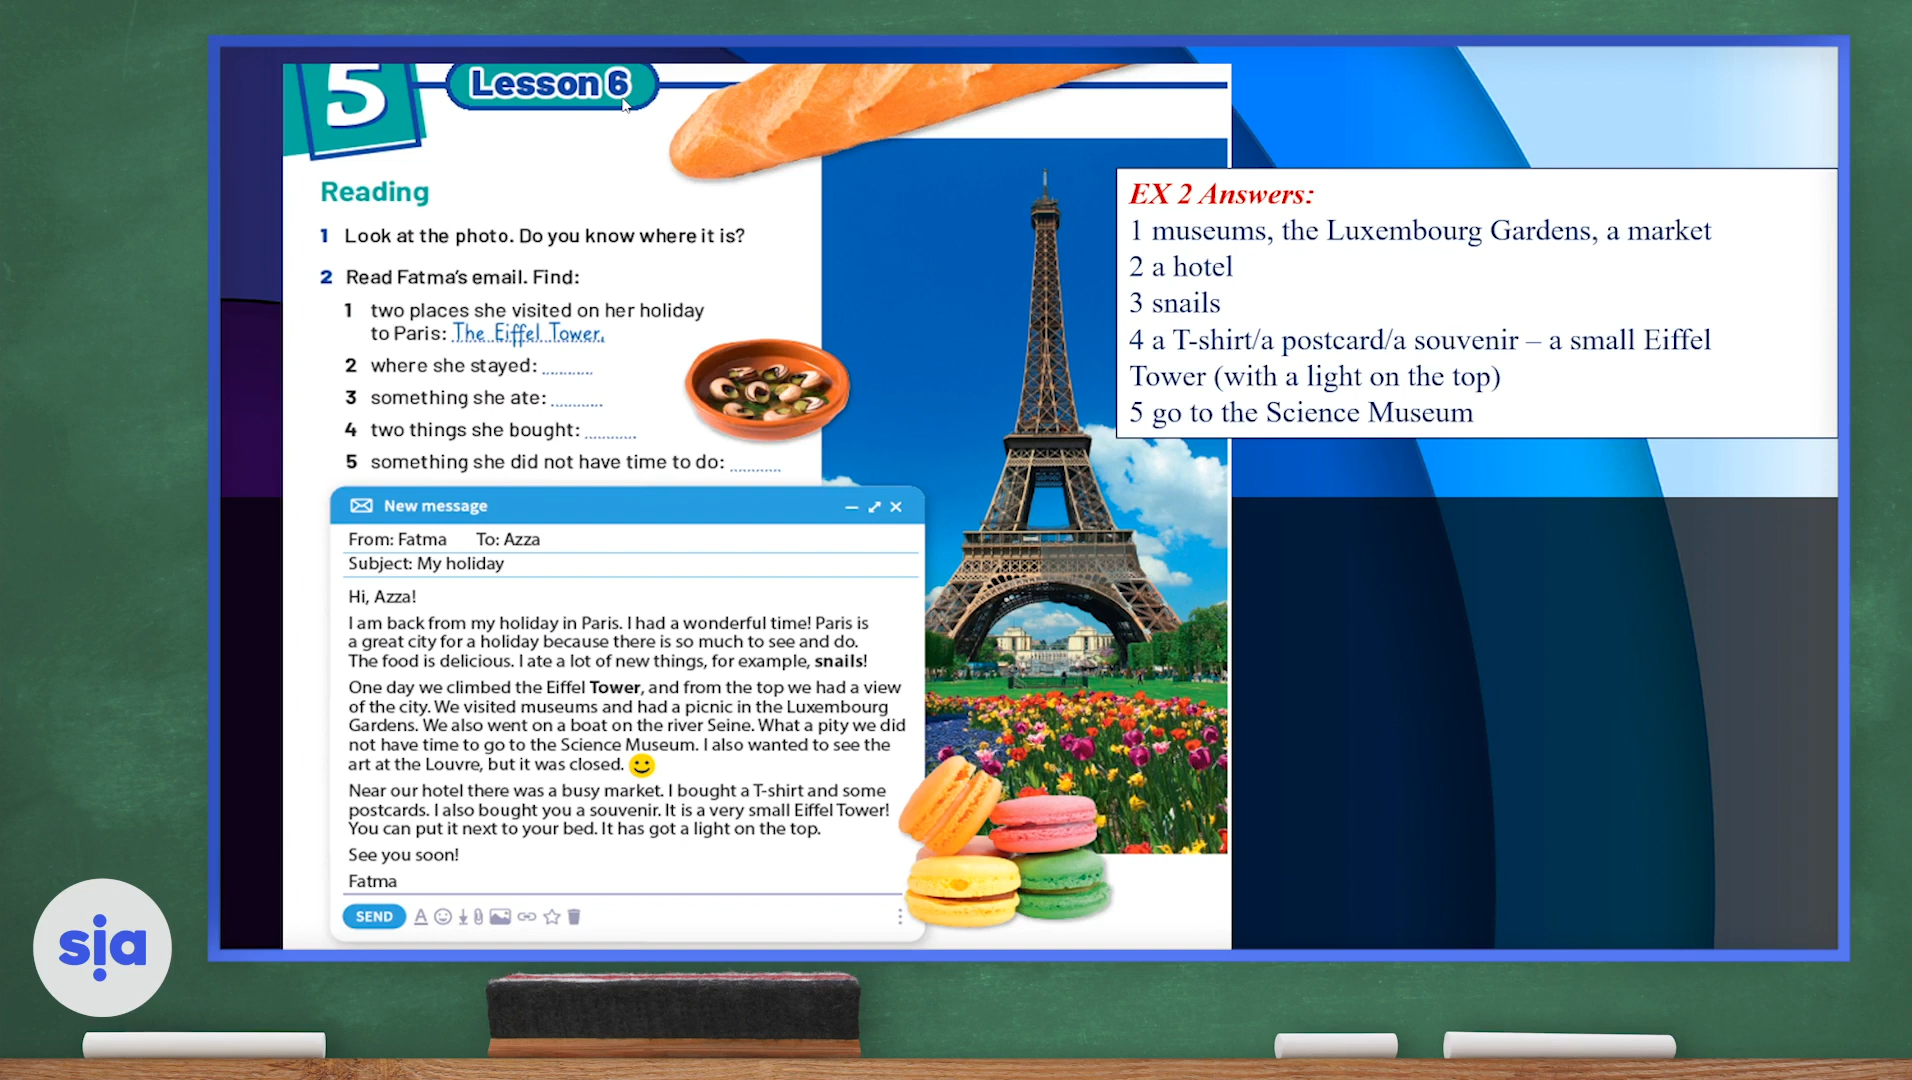 5
Lesson 6
Reading
1 Look at the photo. Do you know where it is?
2 Read Fatma's email. Find:
1 two places she visited on her holiday
to Paris: The Eiffel Tower,
2 where she stayed: ............
3 something she ate: ............
4 two things she bought: ............
5 something she did not have time to do: ............
New message
From: Fatma To: Azza
Subject: My holiday
Hi, Azza!
I am back from my holiday in Paris. I had a wonderful time! Paris is
a great city for a holiday because there is so much to see and do.
The food is delicious. I ate a lot of new things, for example, snails!
One day we climbed the Eiffel Tower, and from the top we had a view
of the city. We visited museums and had a picnic in the Luxembourg
Gardens. We also went on a boat on the river Seine. What a pity we did
not have time to go to the Science Museum. I also wanted to see the
art at the Louvre, but it was closed.
Near our hotel there was a busy market. I bought a T-shirt and some
postcards. I also bought you a souvenir. It is a very small Eiffel Tower!
You can put it next to your bed. It has got a light on the top.
See you soon!
Fatma
SEND
EX 2 Answers:
1 museums, the Luxembourg Gardens, a market
2 a hotel
3 snails
4 a T-shirt/a postcard/a souvenir – a small Eiffel
Tower (with a light on the top)
5 go to the Science Museum
sia